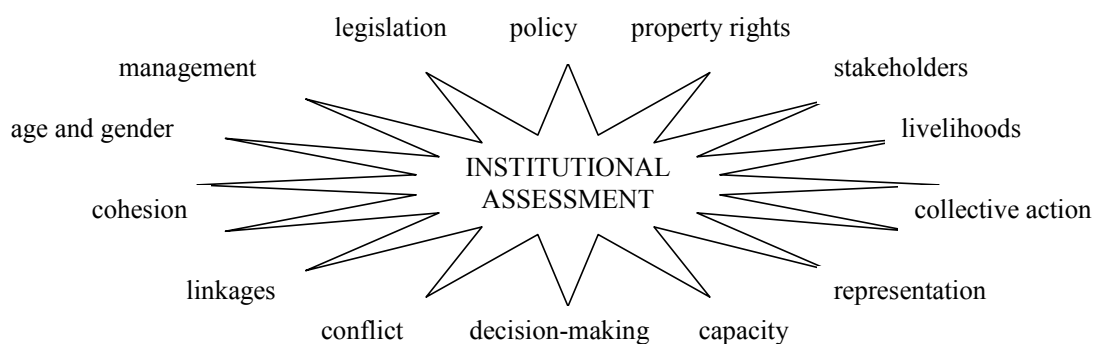 legislation policy property rights
management stakeholders
age and gender livelihoods
INSTITUTIONAL
ASSESSMENT
cohesion collective action
linkages representation
conflict decision-making capacity